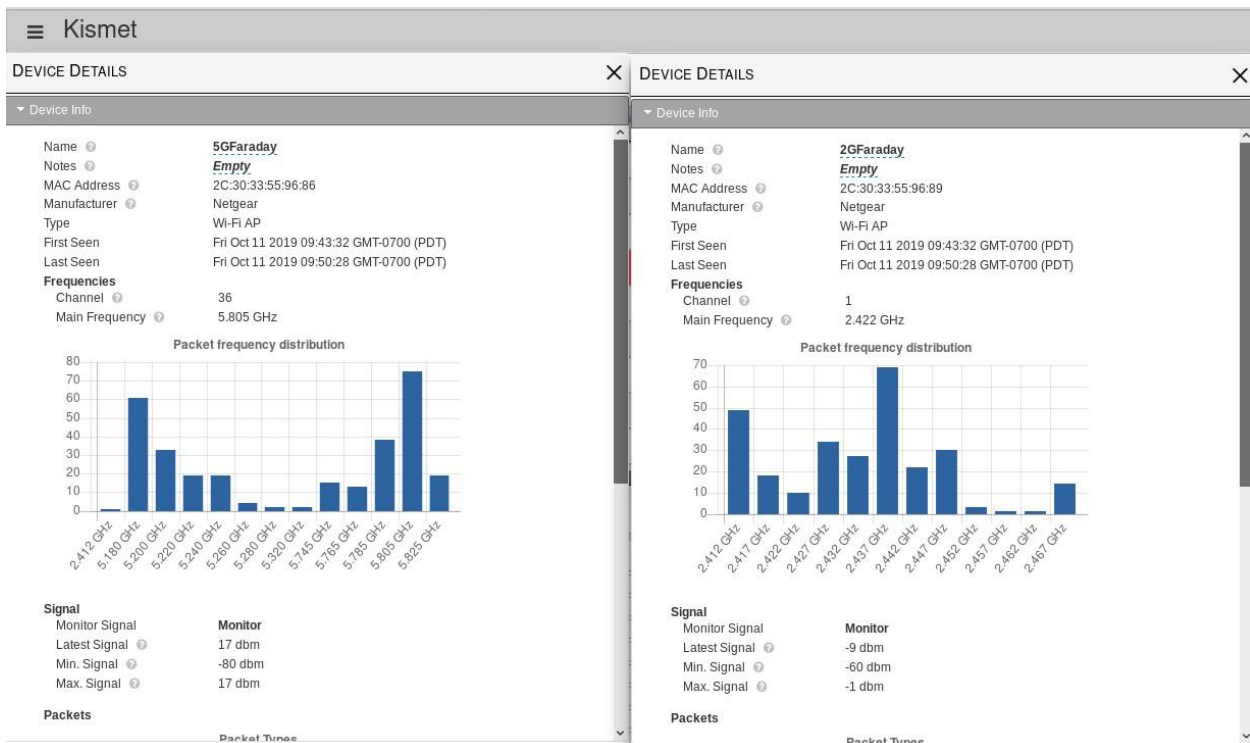 ≡ Kismet
DEVICE DETAILS
Device Info
Name 5GFaraday
Notes Empty
MAC Address 2C:30:33:55:96:86
Manufacturer Netgear
Type Wi-Fi AP
First Seen Fri Oct 11 2019 09:43:32 GMT-0700 (PDT)
Last Seen Fri Oct 11 2019 09:50:28 GMT-0700 (PDT)
Frequencies
Channel 36
Main Frequency 5.805 GHz
Packet frequency distribution
80
70
60
50
40
30
20
10
0
2.412 GHz 5.180 GHz 5.200 GHz 5.220 GHz 5.240 GHz 5.260 GHz 5.280 GHz 5.320 GHz 5.745 GHz 5.765 GHz 5.785 GHz 5.805 GHz 5.825 GHz
Signal
Monitor Signal Monitor
Latest Signal 17 dbm
Min. Signal -80 dbm
Max. Signal 17 dbm
Packets
Packet Types
DEVICE DETAILS
Device Info
Name 2GFaraday
Notes Empty
MAC Address 2C:30:33:55:96:89
Manufacturer Netgear
Type Wi-Fi AP
First Seen Fri Oct 11 2019 09:43:32 GMT-0700 (PDT)
Last Seen Fri Oct 11 2019 09:50:28 GMT-0700 (PDT)
Frequencies
Channel 1
Main Frequency 2.422 GHz
Packet frequency distribution
70
60
50
40
30
20
10
0
2.412 GHz 2.417 GHz 2.422 GHz 2.427 GHz 2.432 GHz 2.437 GHz 2.442 GHz 2.447 GHz 2.452 GHz 2.457 GHz 2.462 GHz 2.467 GHz
Signal
Monitor Signal Monitor
Latest Signal -9 dbm
Min. Signal -60 dbm
Max. Signal -1 dbm
Packets
Packet Types